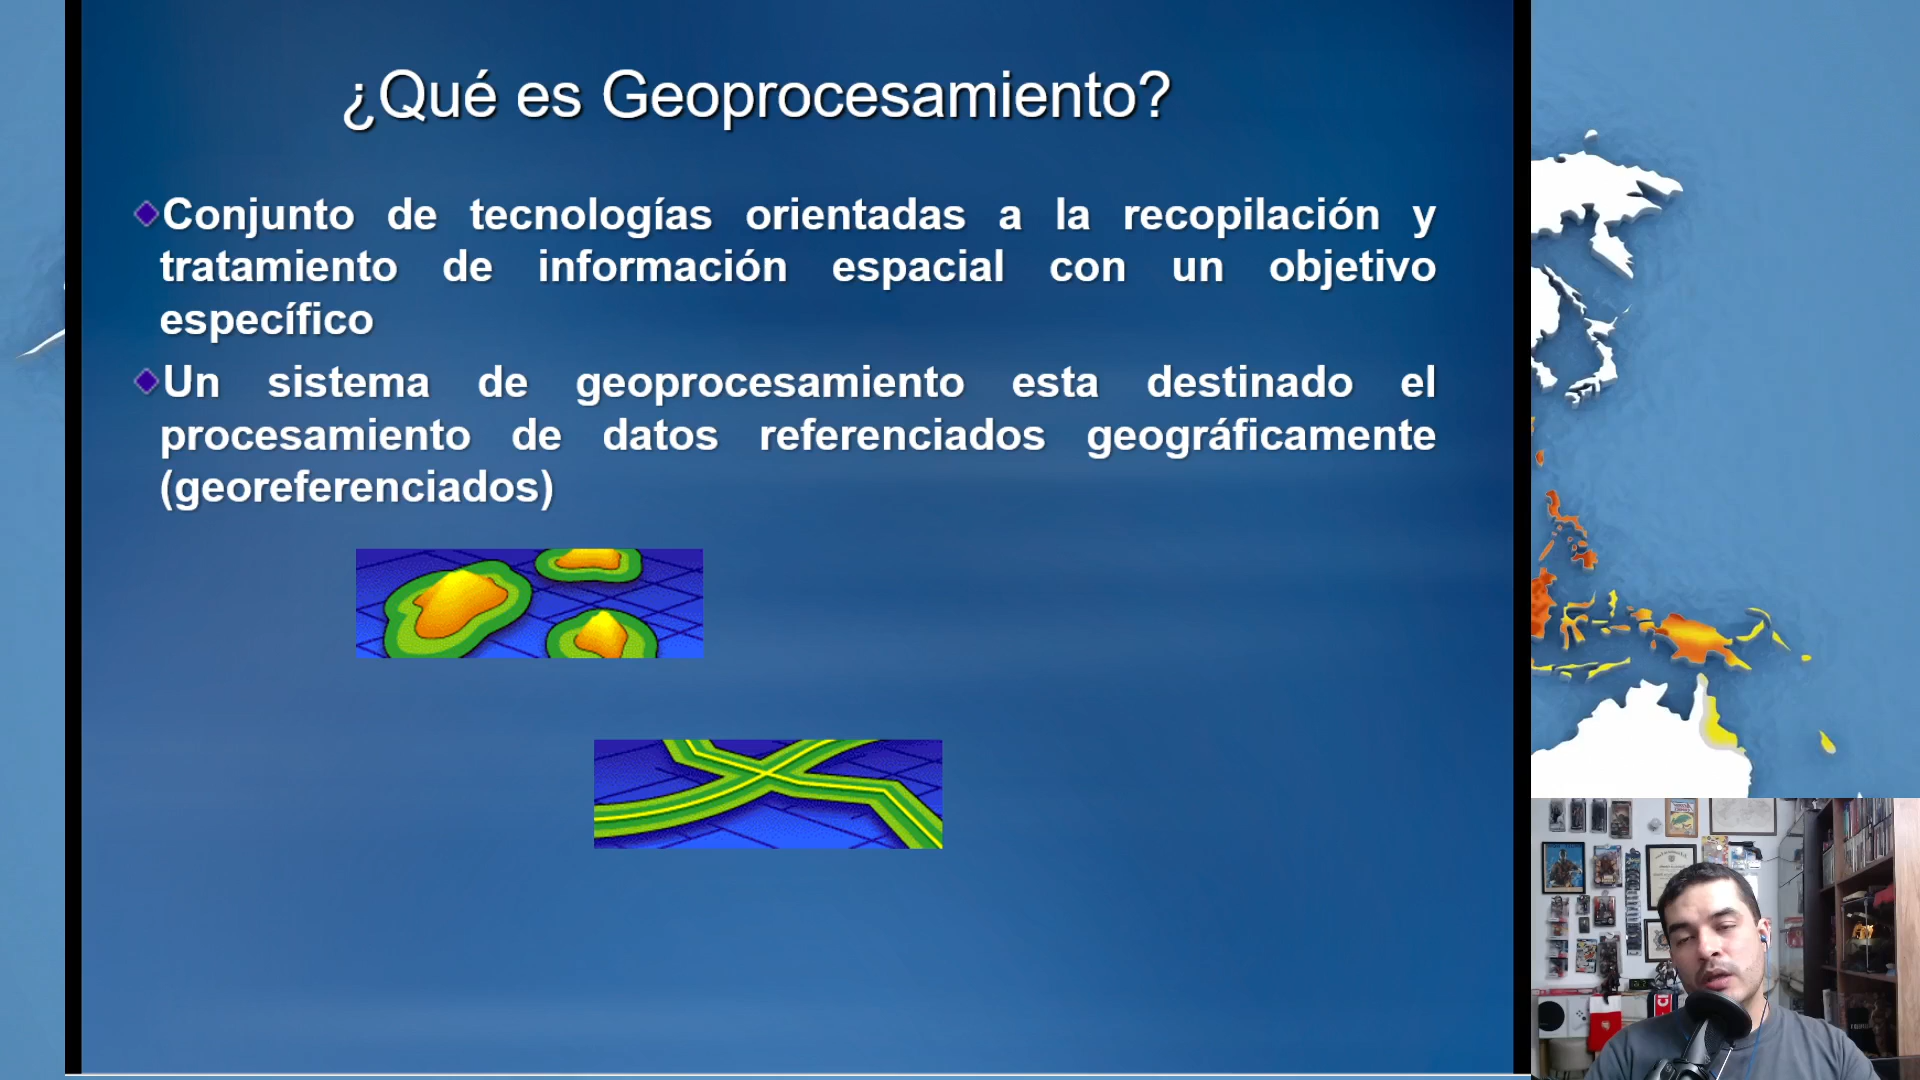 ¿Qué es Geoprocesamiento?
Conjunto de tecnologías orientadas a la recopilación y
tratamiento de información espacial con un objetivo
específico
Un sistema de geoprocesamiento esta destinado el
procesamiento de datos referenciados geográficamente
(georeferenciados)